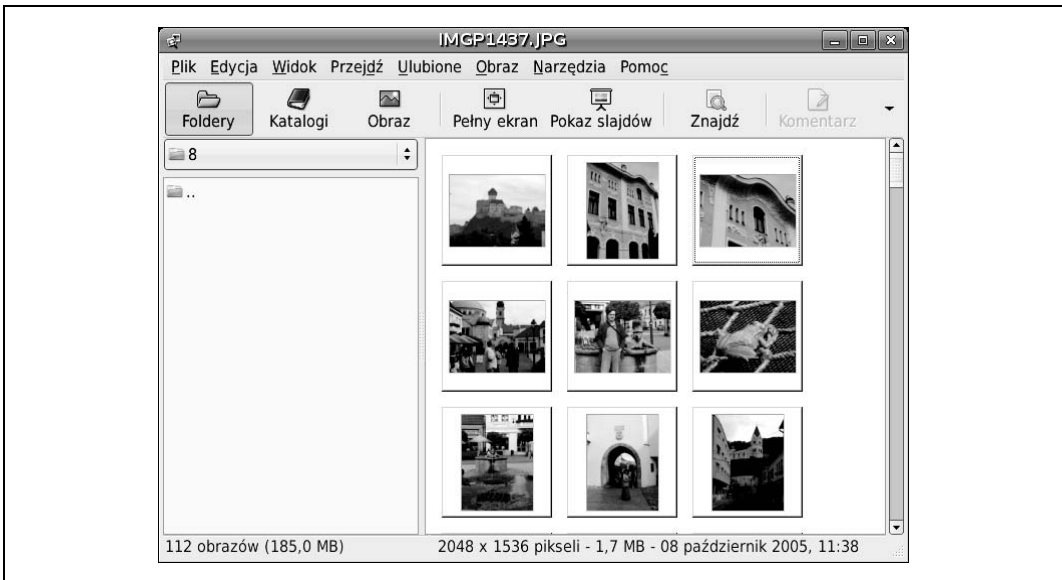 IMGP1437.JPG
Plik Edycja Widok Przejdź Ulubione Obraz Narzędzia Pomoc
Foldery Katalogi Obraz Pełny ekran Pokaz slajdów Znajdź Komentarz
8
..
112 obrazów (185,0 MB) 2048 x 1536 pikseli - 1,7 MB - 08 październik 2005, 11:38